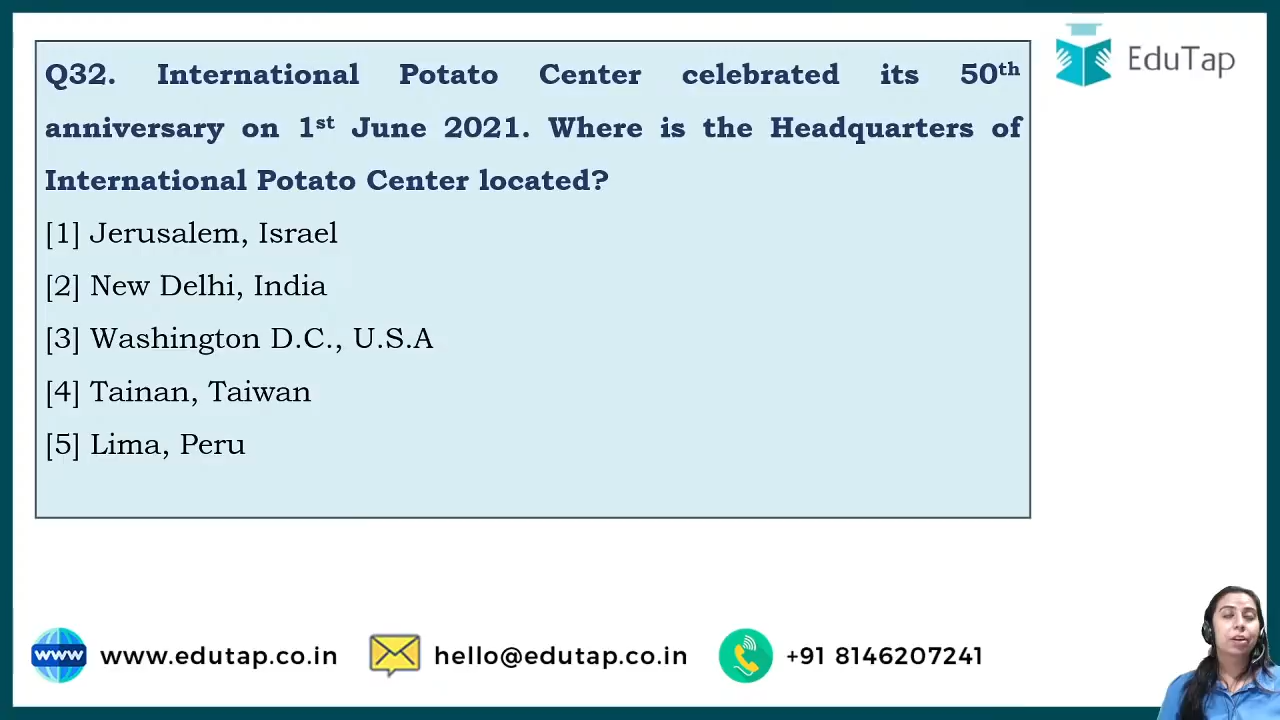 EduTap
Q32. International Potato Center celebrated its 50th
anniversary on 1st June 2021. Where is the Headquarters of
International Potato Center located?
[1] Jerusalem, Israel
[2] New Delhi, India
[3] Washington D.C., U.S.A
[4] Tainan, Taiwan
[5] Lima, Peru
www www.edutap.co.in hello@edutap.co.in +91 8146207241